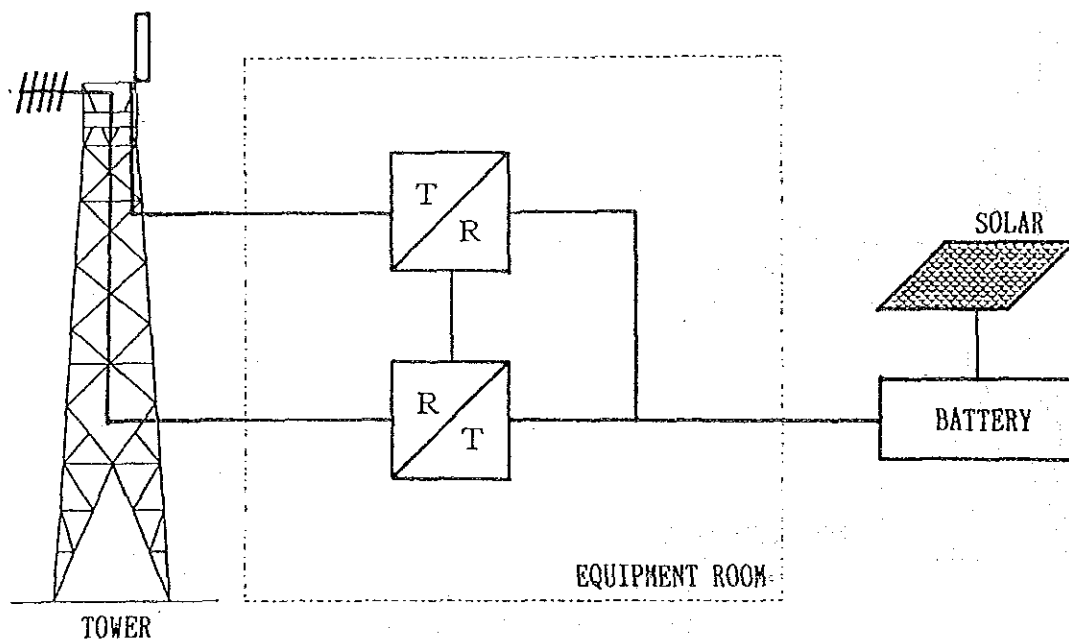 T
R
SOLAR
R
T
BATTERY
EQUIPMENT ROOM
TOWER